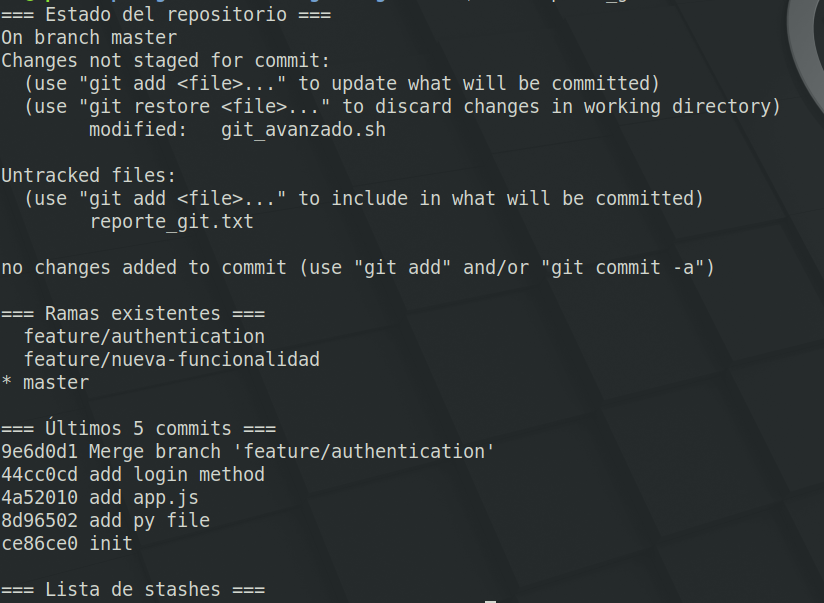 === Estado del repositorio ===
On branch master
Changes not staged for commit:
  (use "git add <file>..." to update what will be committed)
  (use "git restore <file>..." to discard changes in working directory)
        modified:   git_avanzado.sh

Untracked files:
  (use "git add <file>..." to include in what will be committed)
        reporte_git.txt

no changes added to commit (use "git add" and/or "git commit -a")

=== Ramas existentes ===
  feature/authentication
  feature/nueva-funcionalidad
* master

=== Últimos 5 commits ===
9e6d0d1 Merge branch 'feature/authentication'
44cc0cd add login method
4a52010 add app.js
8d96502 add py file
ce86ce0 init

=== Lista de stashes ===